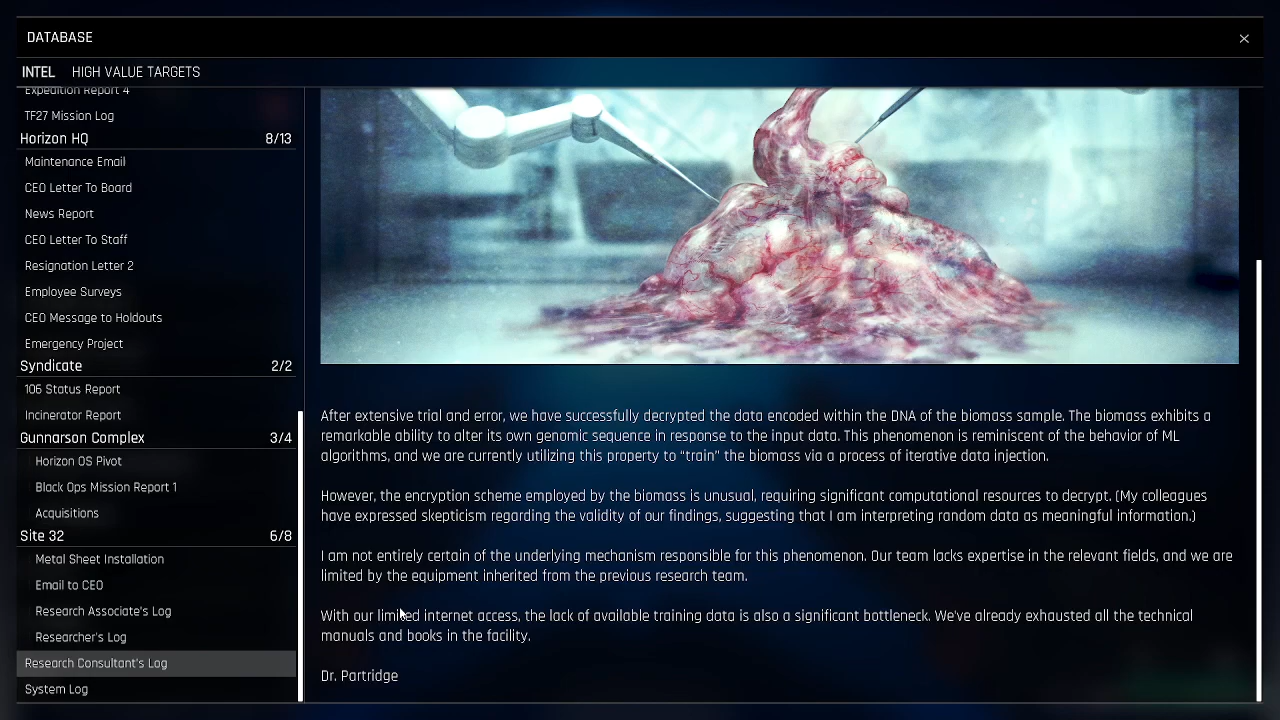 DATABASE
INTEL HIGH VALUE TARGETS
Expedition Report 4
TF27 Mission Log
Horizon HQ 8/13
Maintenance Email
CEO Letter To Board
News Report
CEO Letter To Staff
Resignation Letter 2
Employee Surveys
CEO Message to Holdouts
Emergency Project
Syndicate 2/2
106 Status Report
Incinerator Report
Gunnarson Complex 3/4
Horizon OS Pivot
Black Ops Mission Report 1
Acquisitions
Site 32 6/8
Metal Sheet Installation
Email to CEO
Research Associate's Log
Researcher's Log
Research Consultant's Log
System Log
After extensive trial and error, we have successfully decrypted the data encoded within the DNA of the biomass sample. The biomass exhibits a
remarkable ability to alter its own genomic sequence in response to the input data. This phenomenon is reminiscent of the behavior of ML
algorithms, and we are currently utilizing this property to “train” the biomass via a process of iterative data injection.
However, the encryption scheme employed by the biomass is unusual, requiring significant computational resources to decrypt. (My colleagues
have expressed skepticism regarding the validity of our findings, suggesting that I am interpreting random data as meaningful information.)
I am not entirely certain of the underlying mechanism responsible for this phenomenon. Our team lacks expertise in the relevant fields, and we are
limited by the equipment inherited from the previous research team.
With our limited internet access, the lack of available training data is also a significant bottleneck. We've already exhausted all the technical
manuals and books in the facility.
Dr. Partridge